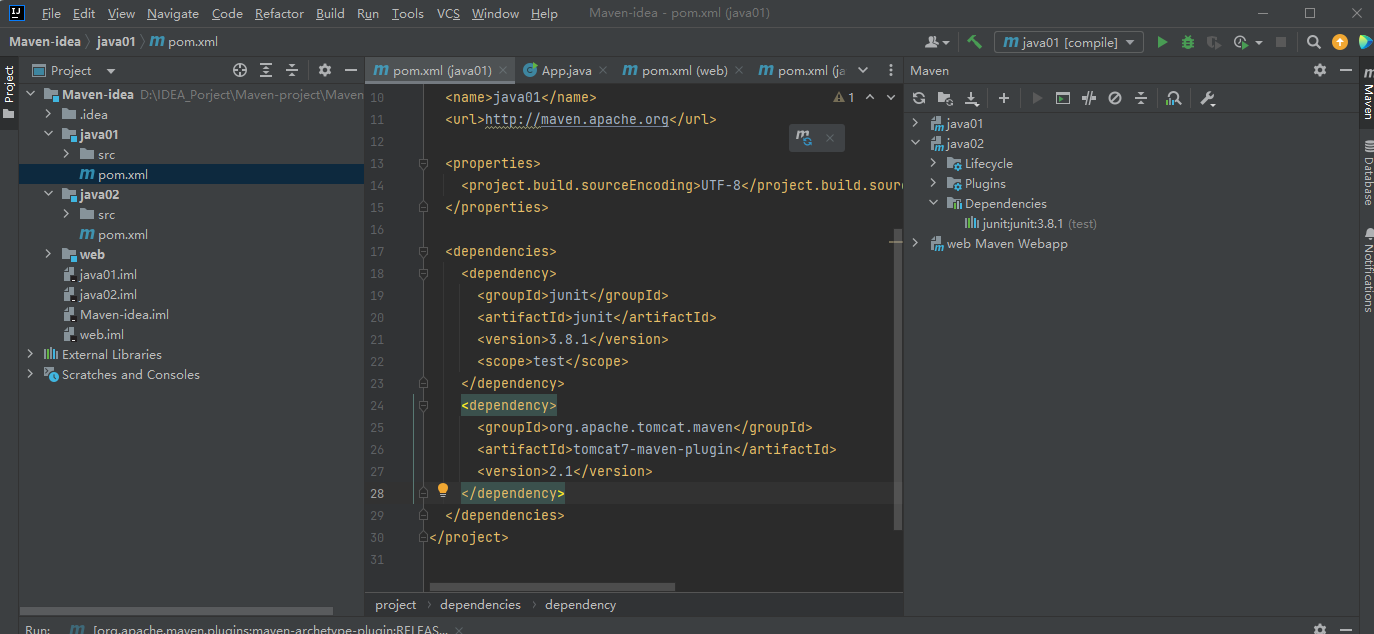 File Edit View Navigate Code Refactor Build Run Tools VCS Window Help Maven-idea - pom.xml (java01)
Maven-idea java01 pom.xml
java01 [compile]
Project
Project
Maven-idea D:\IDEA_Porject\Maven-project\Maven
.idea
java01
src
pom.xml
java02
src
pom.xml
web
java01.iml
java02.iml
Maven-idea.iml
web.iml
External Libraries
Scratches and Consoles
pom.xml (java01) App.java pom.xml (web) pom.xml (ja
1
10 <name>java01</name>
11 <url>http://maven.apache.org</url>
12
13 <properties>
14 <project.build.sourceEncoding>UTF-8</project.build.sour
15 </properties>
16
17 <dependencies>
18 <dependency>
19 <groupId>junit</groupId>
20 <artifactId>junit</artifactId>
21 <version>3.8.1</version>
22 <scope>test</scope>
23 </dependency>
24 <dependency>
25 <groupId>org.apache.tomcat.maven</groupId>
26 <artifactId>tomcat7-maven-plugin</artifactId>
27 <version>2.1</version>
28 </dependency>
29 </dependencies>
30 </project>
31
project dependencies dependency
Maven
java01
java02
Lifecycle
Plugins
Dependencies
junit:junit:3.8.1 (test)
web Maven Webapp
Maven
Database
Notifications
Run: [org.apache.maven.plugins:maven-archetype-plugin:RELEAS...